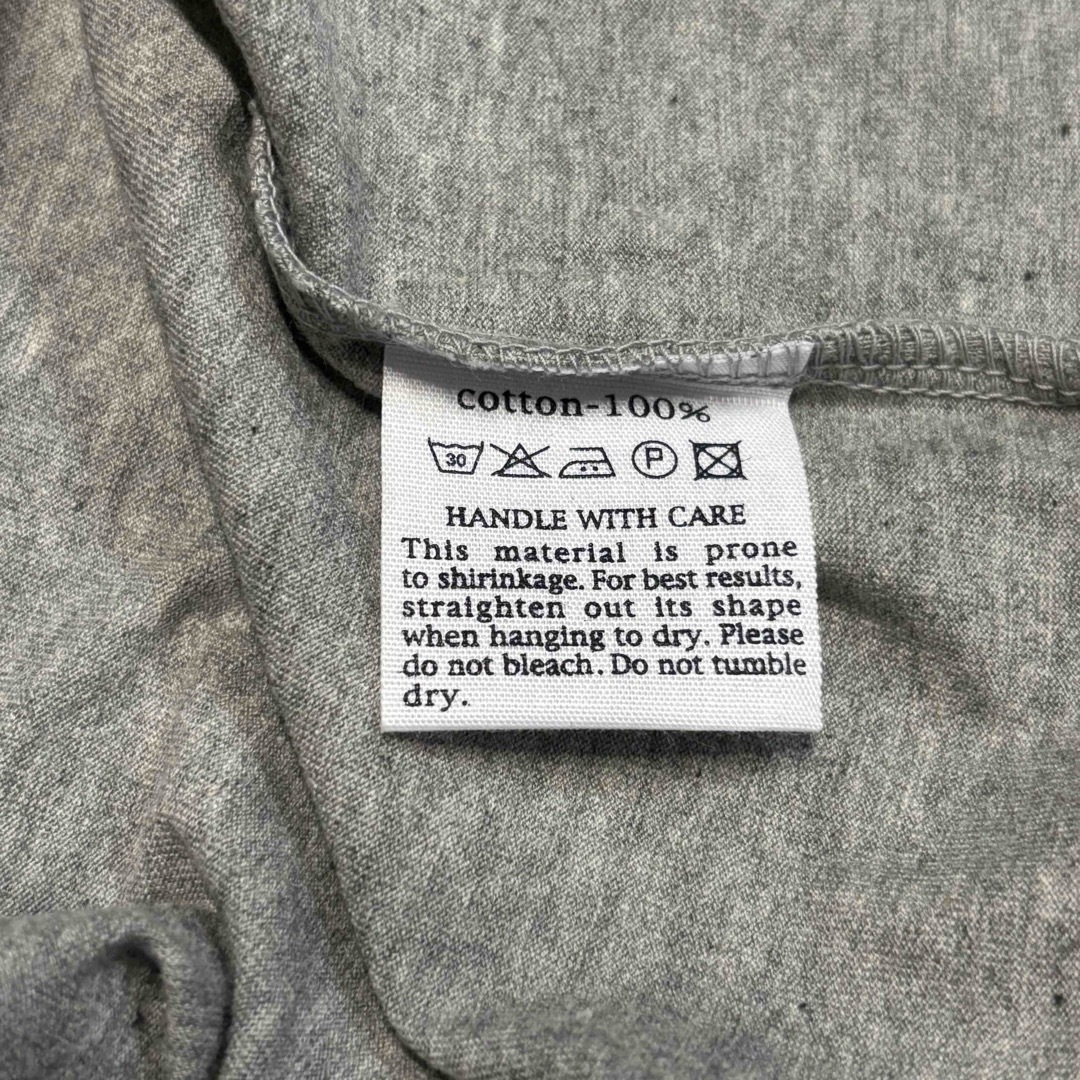 cotton-100%
30 P
HANDLE WITH CARE
This material is prone
to shirinkage. For best results,
straighten out its shape
when hanging to dry. Please
do not bleach. Do not tumble
dry.